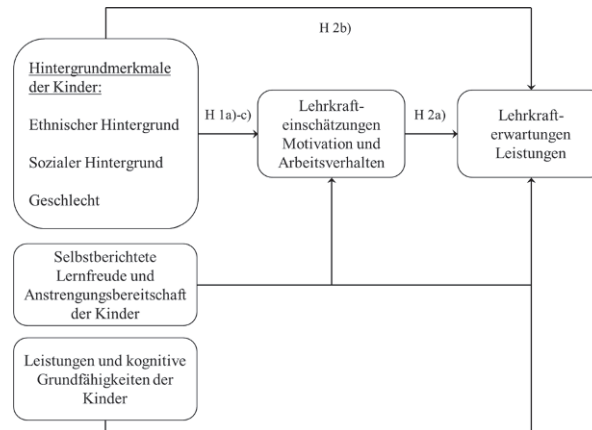 H 2b)
Hintergrundmerkmale
der Kinder:
Ethnischer Hintergrund
Sozialer Hintergrund
Geschlecht
H 1a)-c)
Lehrkraft-
einschätzungen
Motivation und
Arbeitsverhalten
H 2a)
Lehrkraft-
erwartungen
Leistungen
Selbstberichtete
Lernfreude und
Anstrengungsbereitschaft
der Kinder
Leistungen und kognitive
Grundfähigkeiten der
Kinder